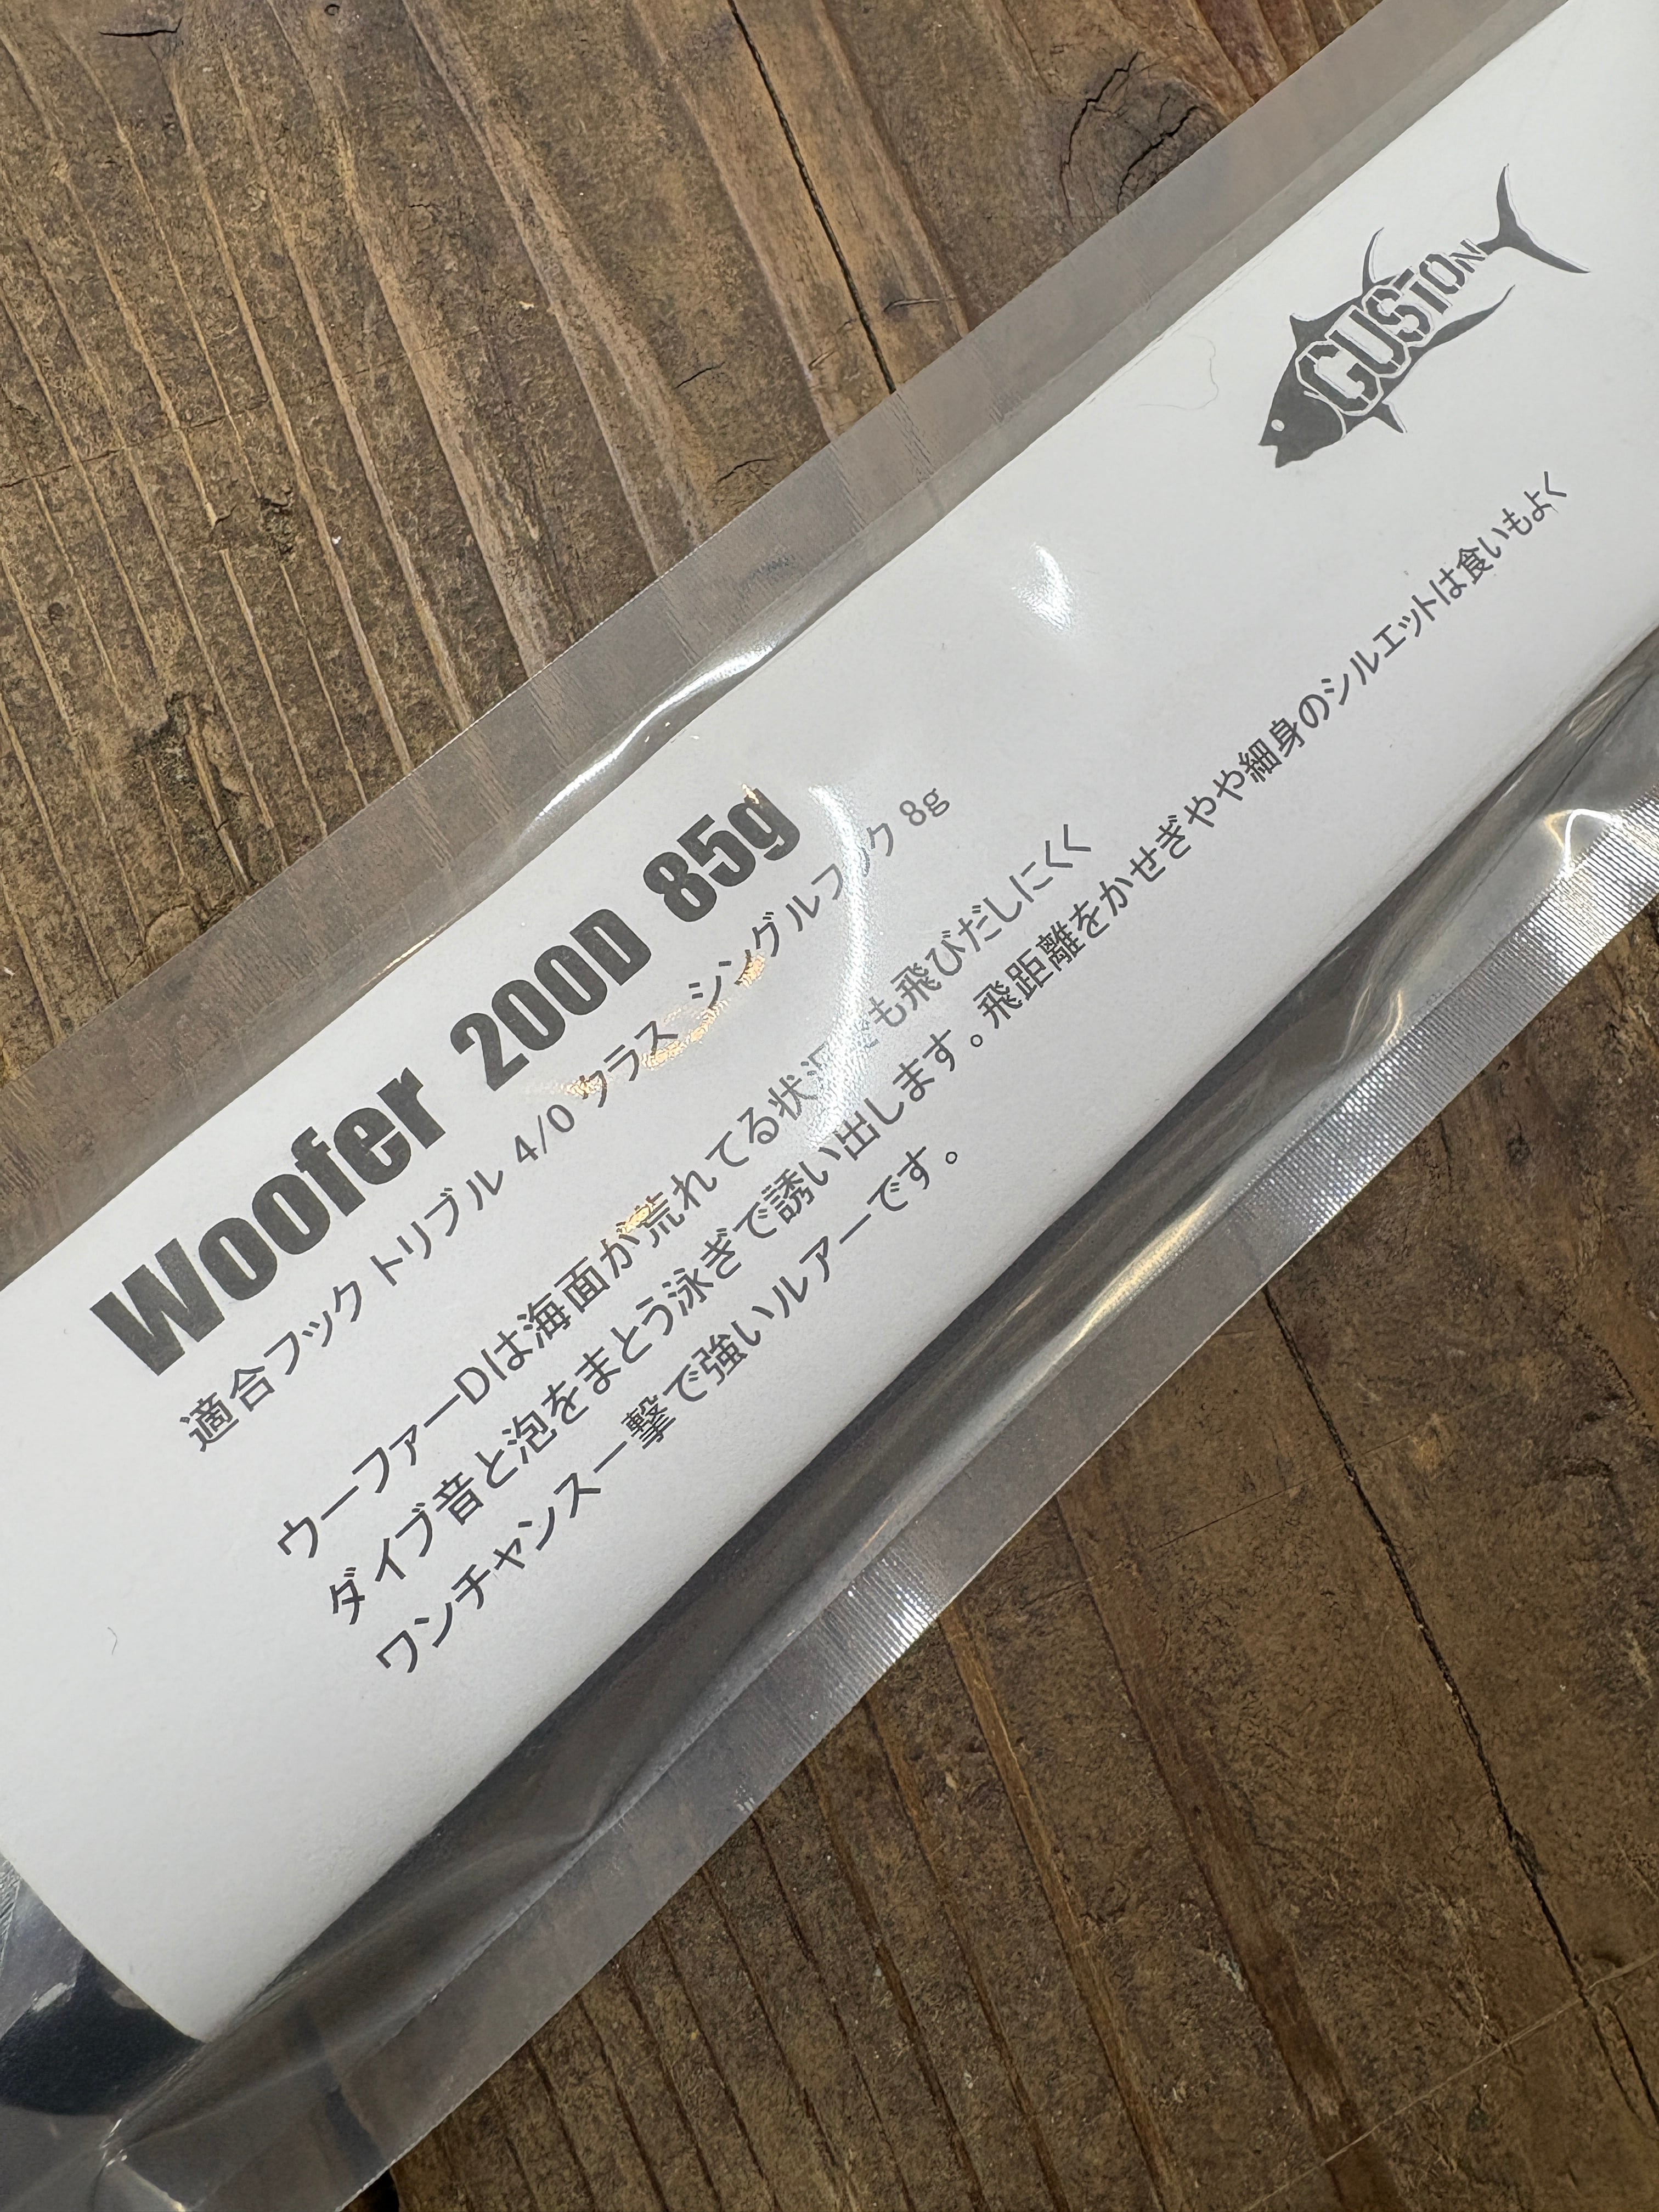 GUSTON
Woofer 200D 85g
適合フック トリブル 4/0 クラス シングルフック 8g
ウーファーDは海面が荒れてる状況でも飛びだしにくく
ダイブ音と泡をまとう泳ぎで誘い出します。飛距離をかせぎやや細身のシルエットは食いもよく
ワンチャンス一撃で強いルアーです。